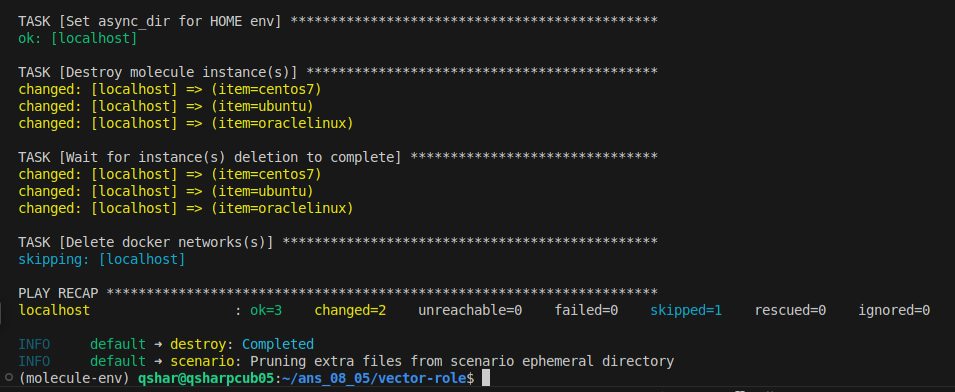 TASK [Set async_dir for HOME env] **********************************************
ok: [localhost]
TASK [Destroy molecule instance(s)] ********************************************
changed: [localhost] => (item=centos7)
changed: [localhost] => (item=ubuntu)
changed: [localhost] => (item=oraclelinux)
TASK [Wait for instance(s) deletion to complete] *******************************
changed: [localhost] => (item=centos7)
changed: [localhost] => (item=ubuntu)
changed: [localhost] => (item=oraclelinux)
TASK [Delete docker networks(s)] ***********************************************
skipping: [localhost]
PLAY RECAP *********************************************************************
localhost                  : ok=3    changed=2    unreachable=0    failed=0    skipped=1    rescued=0    ignored=0
INFO     default ➜ destroy: Completed
INFO     default ➜ scenario: Pruning extra files from scenario ephemeral directory
(molecule-env) qshar@qsharpcub05:~/ans_08_05/vector-role$